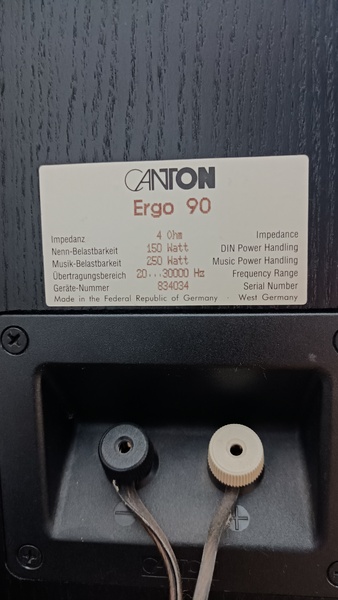 CANTON
Ergo 90
Impedanz 4 Ohm Impedance
Nenn-Belastbarkeit 150 Watt DIN Power Handling
Musik-Belastbarkeit 250 Watt Music Power Handling
Übertragungsbereich 20...30000 Hz Frequency Range
Geräte-Nummer 834034 Serial Number
Made in the Federal Republic of Germany · West Germany
− +